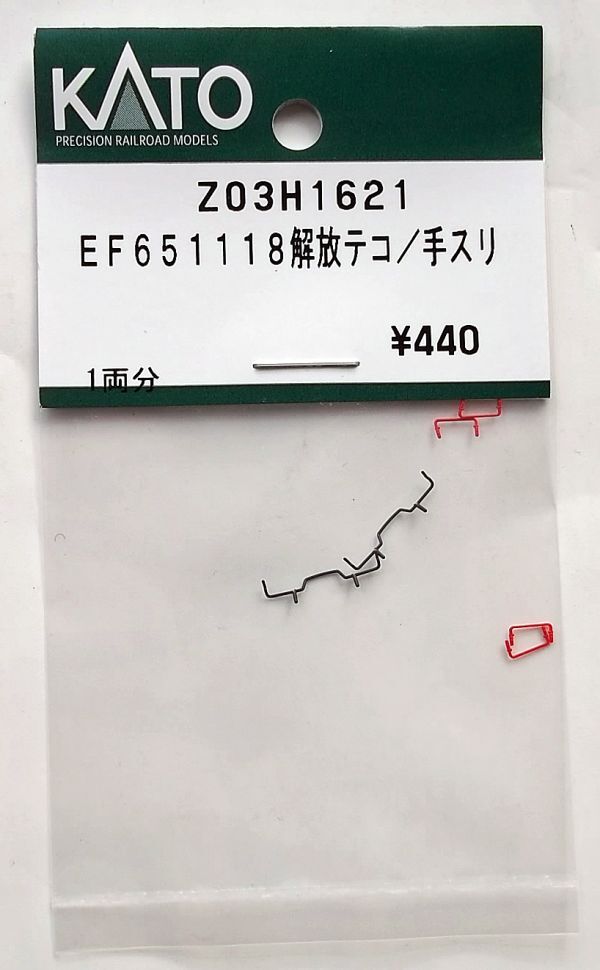 KATO
PRECISION RAILROAD MODELS
Z03H1621
EF651118解放テコ/手スリ
¥440
1両分